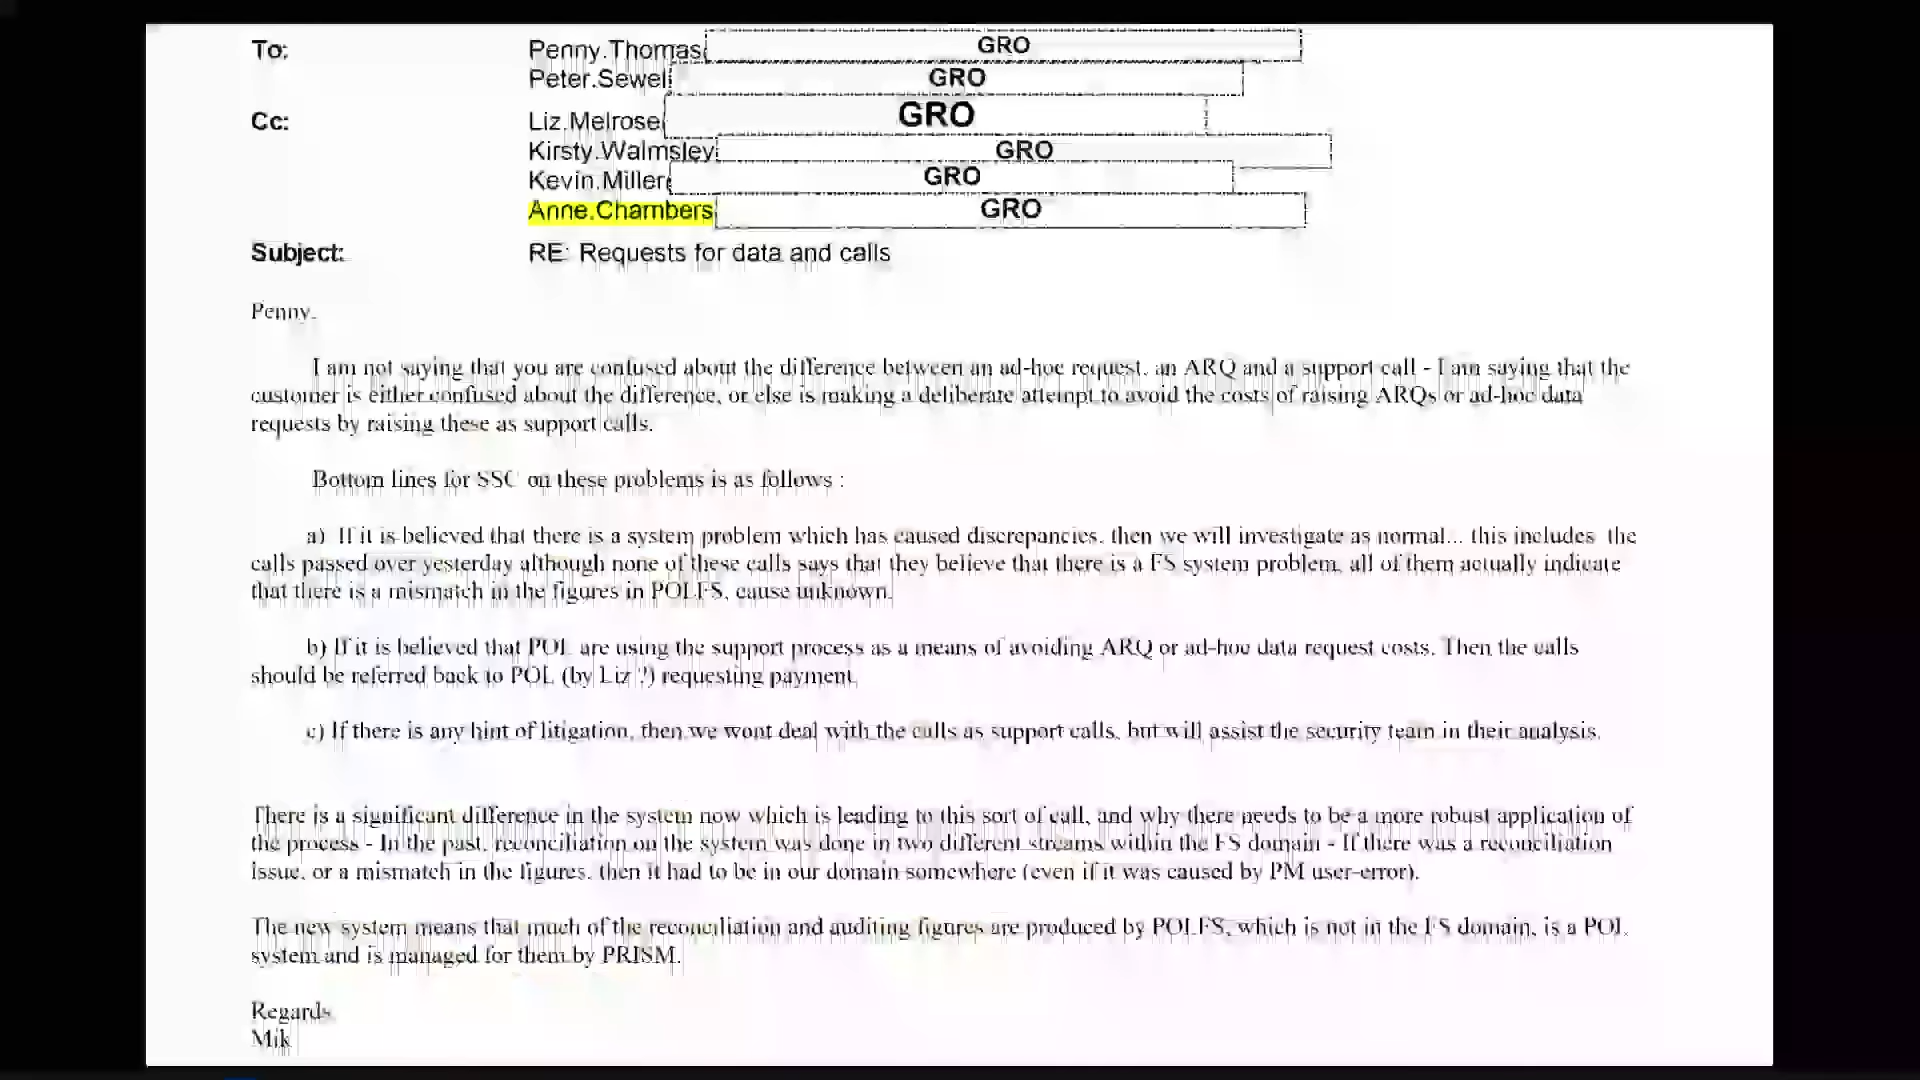 To: Penny.Thomas GRO
Peter.Sewell GRO
Cc: Liz.Melrose GRO
Kirsty.Walmsley GRO
Kevin.Miller GRO
Anne.Chambers GRO
Subject: RE: Requests for data and calls
Penny.
I am not saying that you are confused about the difference between an ad-hoc request, an ARQ and a support call - I am saying that the
customer is either confused about the difference, or else is making a deliberate attempt to avoid the costs of raising ARQs or ad-hoc data
requests by raising these as support calls.
Bottom lines for SSC on these problems is as follows :
a) If it is believed that there is a system problem which has caused discrepancies, then we will investigate as normal... this includes the
calls passed over yesterday although none of these calls says that they believe that there is a FS system problem, all of them actually indicate
that there is a mismatch in the figures in POLFS, cause unknown.
b) If it is believed that POL are using the support process as a means of avoiding ARQ or ad-hoc data request costs. Then the calls
should be referred back to POL (by Liz ?) requesting payment.
c) If there is any hint of litigation, then we wont deal with the calls as support calls, but will assist the security team in their analysis.
There is a significant difference in the system now which is leading to this sort of call, and why there needs to be a more robust application of
the process - In the past, reconciliation on the system was done in two different streams within the FS domain - If there was a reconciliation
issue, or a mismatch in the figures, then it had to be in our domain somewhere (even if it was caused by PM user-error).
The new system means that much of the reconciliation and auditing figures are produced by POLFS, which is not in the FS domain, is a POL
system and is managed for them by PRISM.
Regards
Mik